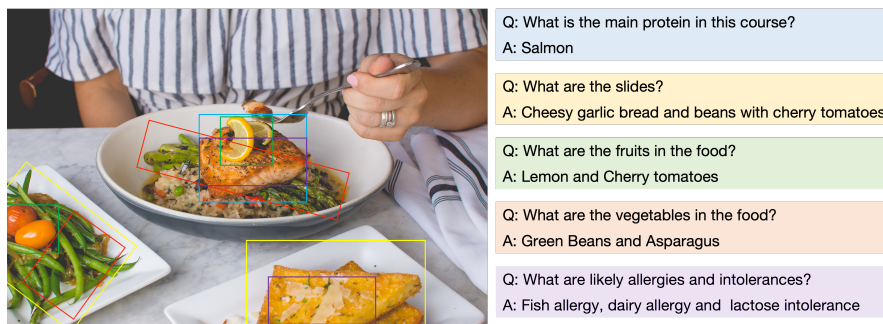 Q: What is the main protein in this course?
A: Salmon
Q: What are the slides?
A: Cheesy garlic bread and beans with cherry tomatoes
Q: What are the fruits in the food?
A: Lemon and Cherry tomatoes
Q: What are the vegetables in the food?
A: Green Beans and Asparagus
Q: What are likely allergies and intolerances?
A: Fish allergy, dairy allergy and  lactose intolerance